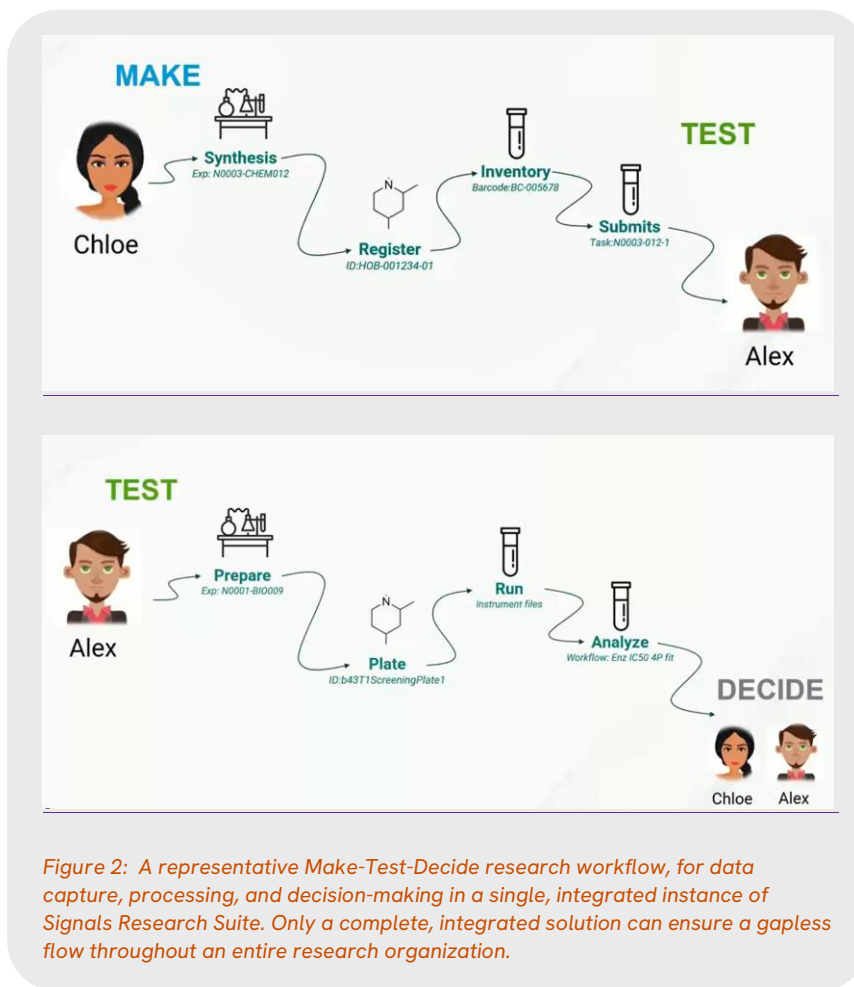 MAKE
Synthesis
Exp: N0003-CHEM012
Chloe
N
Register
ID:HOB-001234-01
Inventory
Barcode:BC-005678
TEST
Submits
Task:N0003-012-1
Alex
TEST
Prepare
Exp: N0001-BIO009
Alex
N
Plate
ID:b43T1ScreeningPlate1
Run
Instrument files
Analyze
Workflow: Enz IC50 4P fit
DECIDE
Chloe
Alex
Figure 2: A representative Make-Test-Decide research workflow, for data
capture, processing, and decision-making in a single, integrated instance of
Signals Research Suite. Only a complete, integrated solution can ensure a gapless
flow throughout an entire research organization.